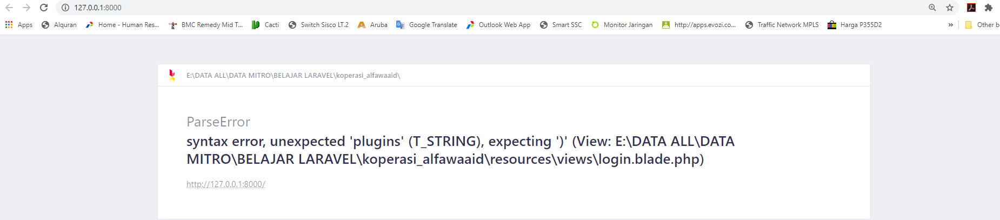 127.0.0.1:8000
Apps Alquran Home - Human Res... BMC Remedy Mid T... Cacti Switch Sisco LT.2 Aruba Google Translate Outlook Web App Smart SSC Monitor Jaringan http://apps.evozi.co... Traffic Network MPLS Harga P355D2 » Other b
E:\DATA ALL\DATA MITRO\BELAJAR LARAVEL\koperasi_alfawaaid\
ParseError
syntax error, unexpected 'plugins' (T_STRING), expecting ')' (View: E:\DATA ALL\DATA
MITRO\BELAJAR LARAVEL\koperasi_alfawaaid\resources\views\login.blade.php)
http://127.0.0.1:8000/